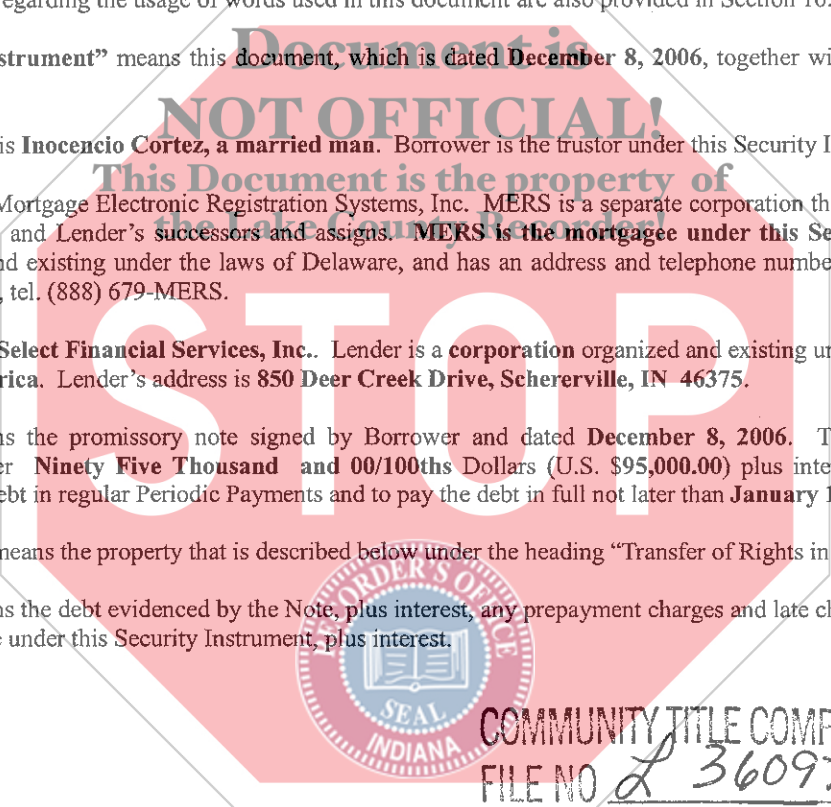 regarding the usage of words used in this document are also provided in Section 16.
strument” means this document, which is dated December 8, 2006, together wi
Document is
NOT OFFICIAL!
is Inocencio Cortez, a married man. Borrower is the trustor under this Security I
This Document is the property of
Mortgage Electronic Registration Systems, Inc. MERS is a separate corporation th
the Lake County Recorder!
and Lender's successors and assigns. MERS is the mortgagee under this Se
nd existing under the laws of Delaware, and has an address and telephone numbe
, tel. (888) 679-MERS.
STOP
Select Financial Services, Inc.. Lender is a corporation organized and existing un
rica. Lender's address is 850 Deer Creek Drive, Schererville, IN 46375.
ns the promissory note signed by Borrower and dated December 8, 2006. T
er Ninety Five Thousand and 00/100ths Dollars (U.S. $95,000.00) plus inte
ebt in regular Periodic Payments and to pay the debt in full not later than January 1
means the property that is described below under the heading “Transfer of Rights in
ns the debt evidenced by the Note, plus interest, any prepayment charges and late ch
e under this Security Instrument, plus interest.
RECORDER'S OFFICE
SEAL
INDIANA
COMMUNITY TITLE COMP
FILE NO L 3609